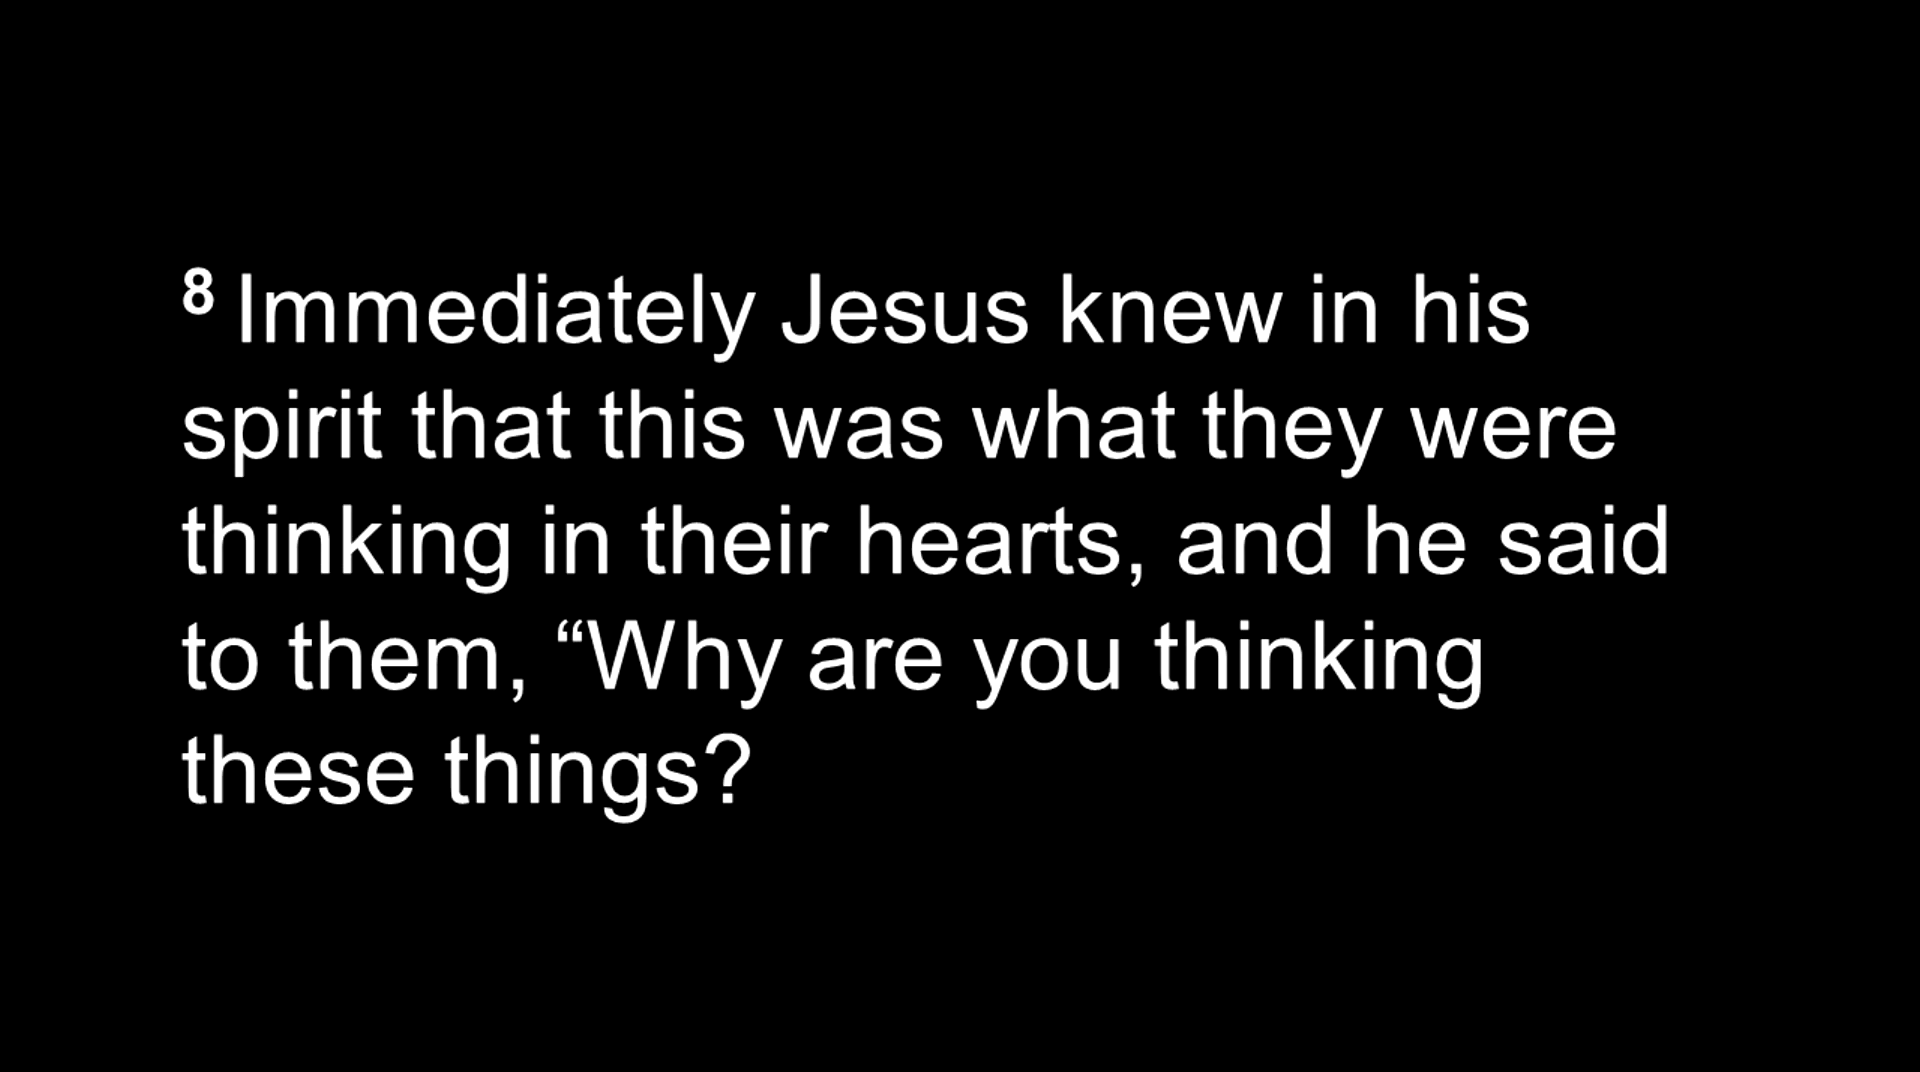 8 Immediately Jesus knew in his
spirit that this was what they were
thinking in their hearts, and he said
to them, “Why are you thinking
these things?